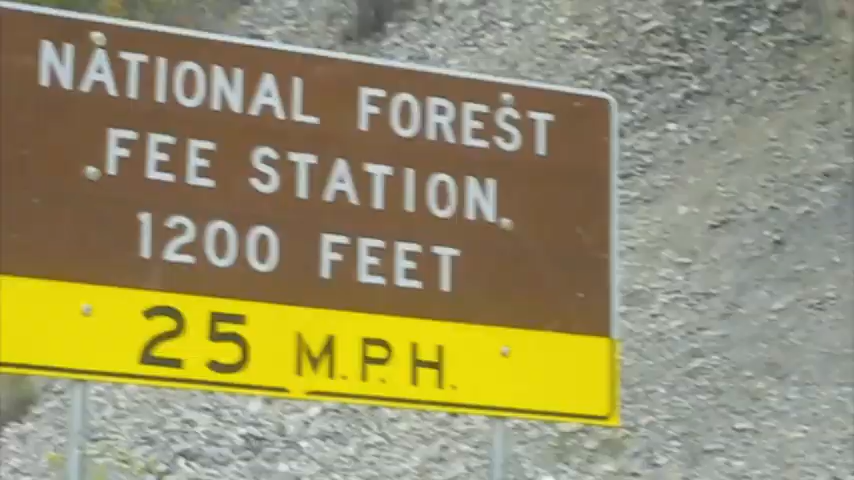 NATIONAL FOREST
FEE STATION
1200 FEET
25 M.P.H.